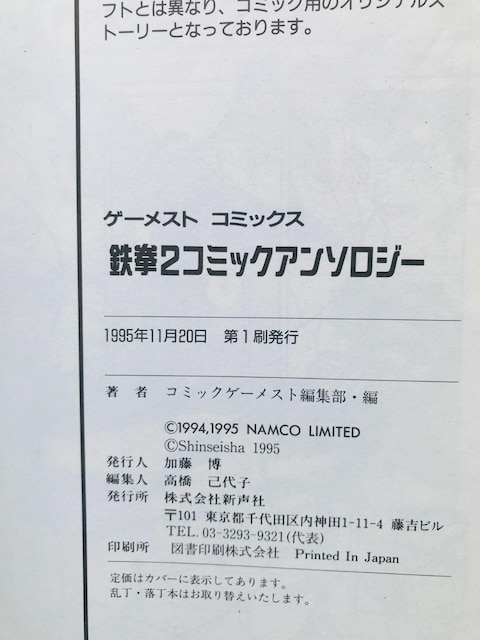 フトとは異なり、コミック用のオリジナルス
トーリーとなっております。
ゲーメスト コミックス
鉄拳2コミックアンソロジー
1995年11月20日 第1刷発行
著 者 コミックゲーメスト編集部・編
©1994,1995 NAMCO LIMITED
©Shinseisha 1995
発行人 加藤 博
編集人 高橋 己代子
発行所 株式会社新声社
〒101 東京都千代田区内神田1-11-4 藤吉ビル
TEL. 03-3293-9321(代表)
印刷所 図書印刷株式会社 Printed In Japan
定価はカバーに表示してあります。
乱丁・落丁本はお取り替えいたします。